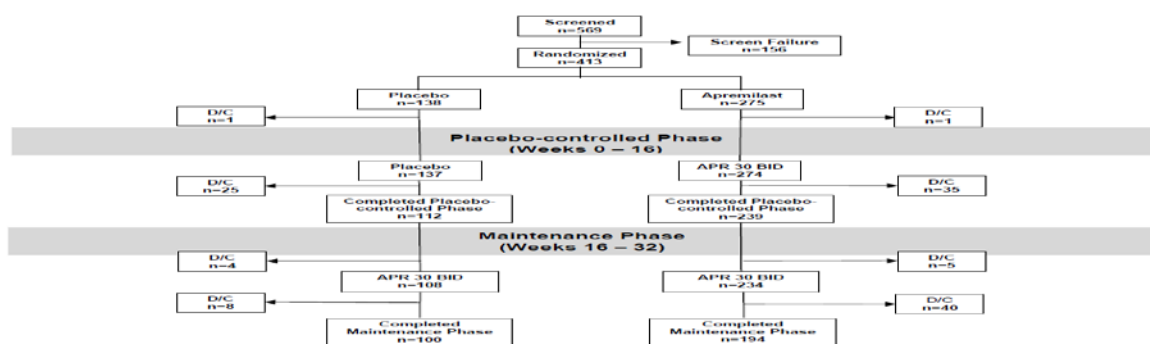 Screened
n=569
Screen Failure
n=156
Randomized
n=413
Placebo
n=138
Apremilast
n=275
D/C
n=1
D/C
n=1
Placebo-controlled Phase
(Weeks 0 – 16)
Placebo
n=137
APR 30 BID
n=274
D/C
n=25
D/C
n=35
Completed Placebo-
controlled Phase
n=112
Completed Placebo-
controlled Phase
n=239
Maintenance Phase
(Weeks 16 – 32)
D/C
n=4
D/C
n=5
APR 30 BID
n=108
APR 30 BID
n=234
D/C
n=8
D/C
n=40
Completed
Maintenance Phase
n=100
Completed
Maintenance Phase
n=194